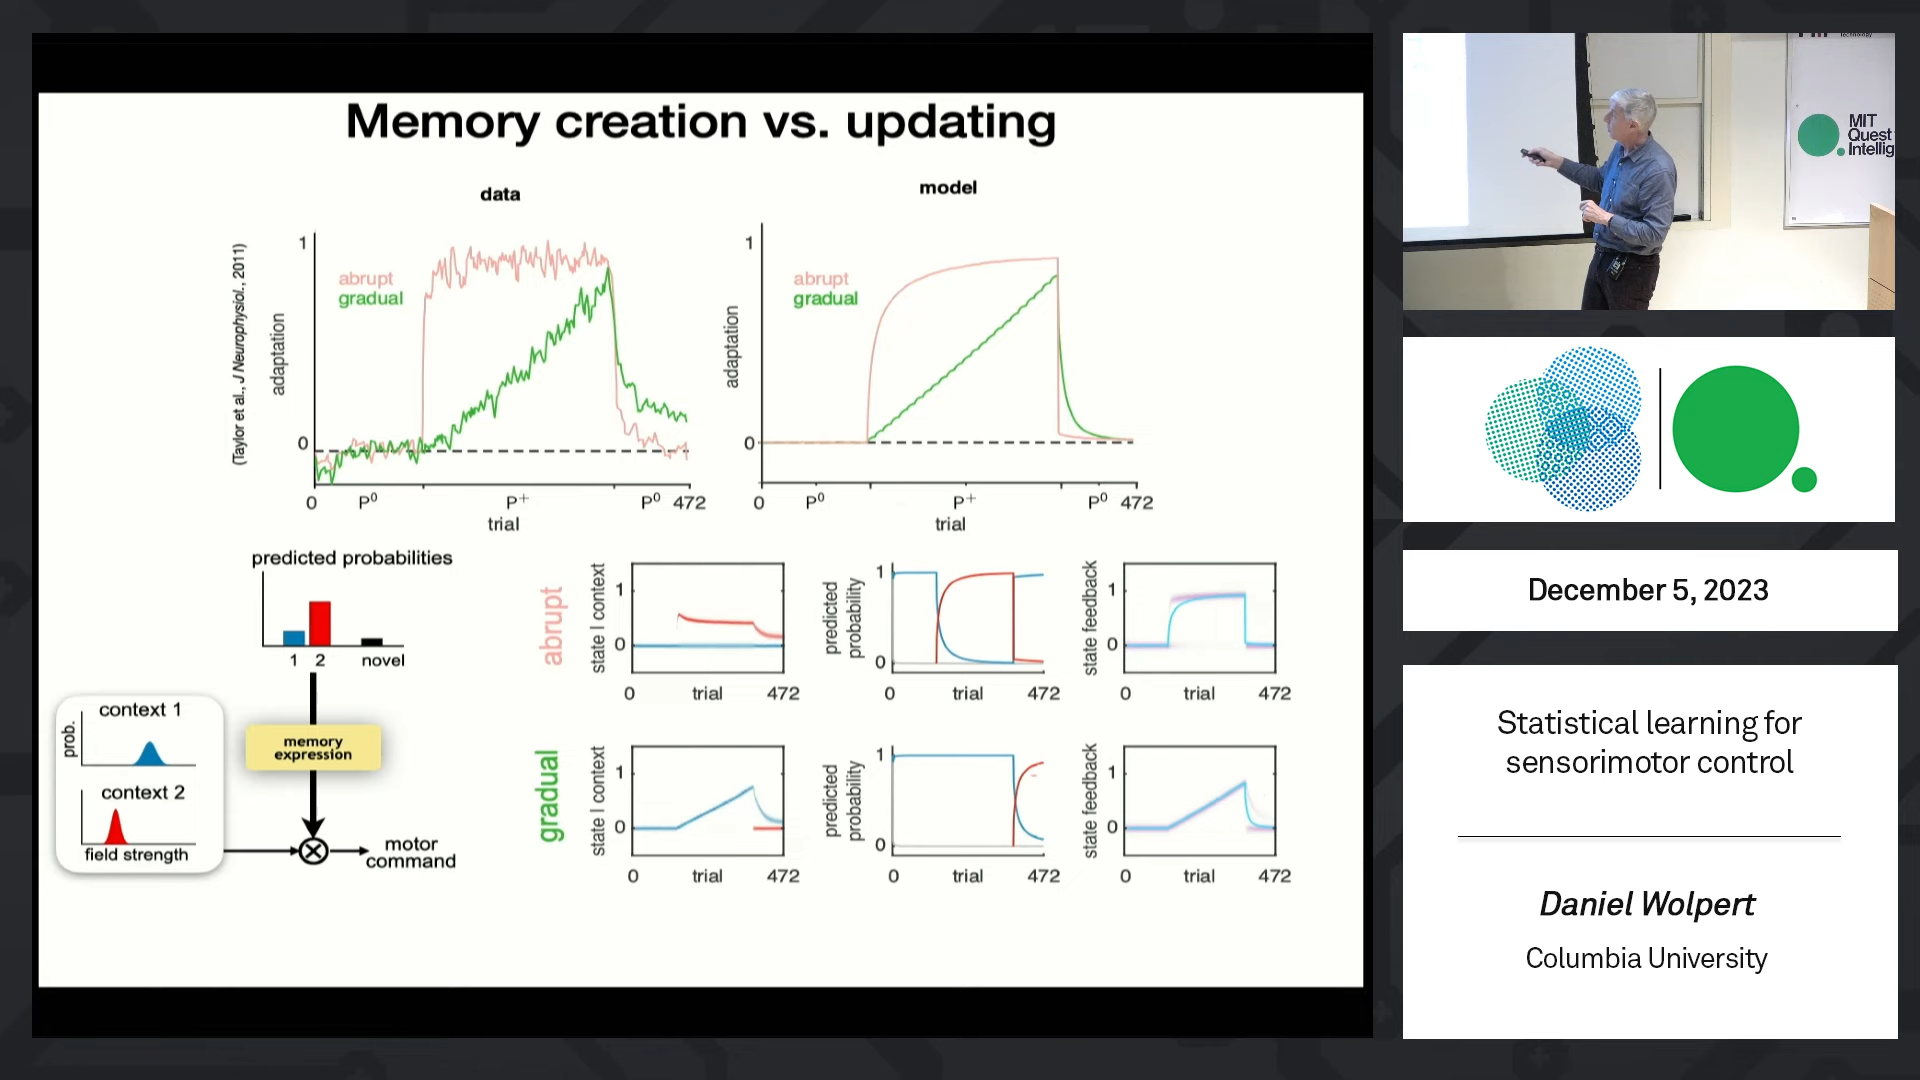 Memory creation vs. updating
data
model
(Taylor et al., J Neurophysiol., 2011)
adaptation
1
0
abrupt
gradual
0
P⁰
P⁺
P⁰
472
trial
adaptation
1
0
abrupt
gradual
0
P⁰
P⁺
P⁰
472
trial
predicted probabilities
1
2
novel
context 1
prob.
context 2
field strength
memory
expression
motor
command
abrupt
state | context
1
0
0
trial
472
predicted
probability
1
0
0
trial
472
state feedback
1
0
0
trial
472
gradual
state | context
1
0
0
trial
472
predicted
probability
1
0
0
trial
472
state feedback
1
0
0
trial
472
Technology
MIT
Quest
Intellig
December 5, 2023
Statistical learning for
sensorimotor control
Daniel Wolpert
Columbia University